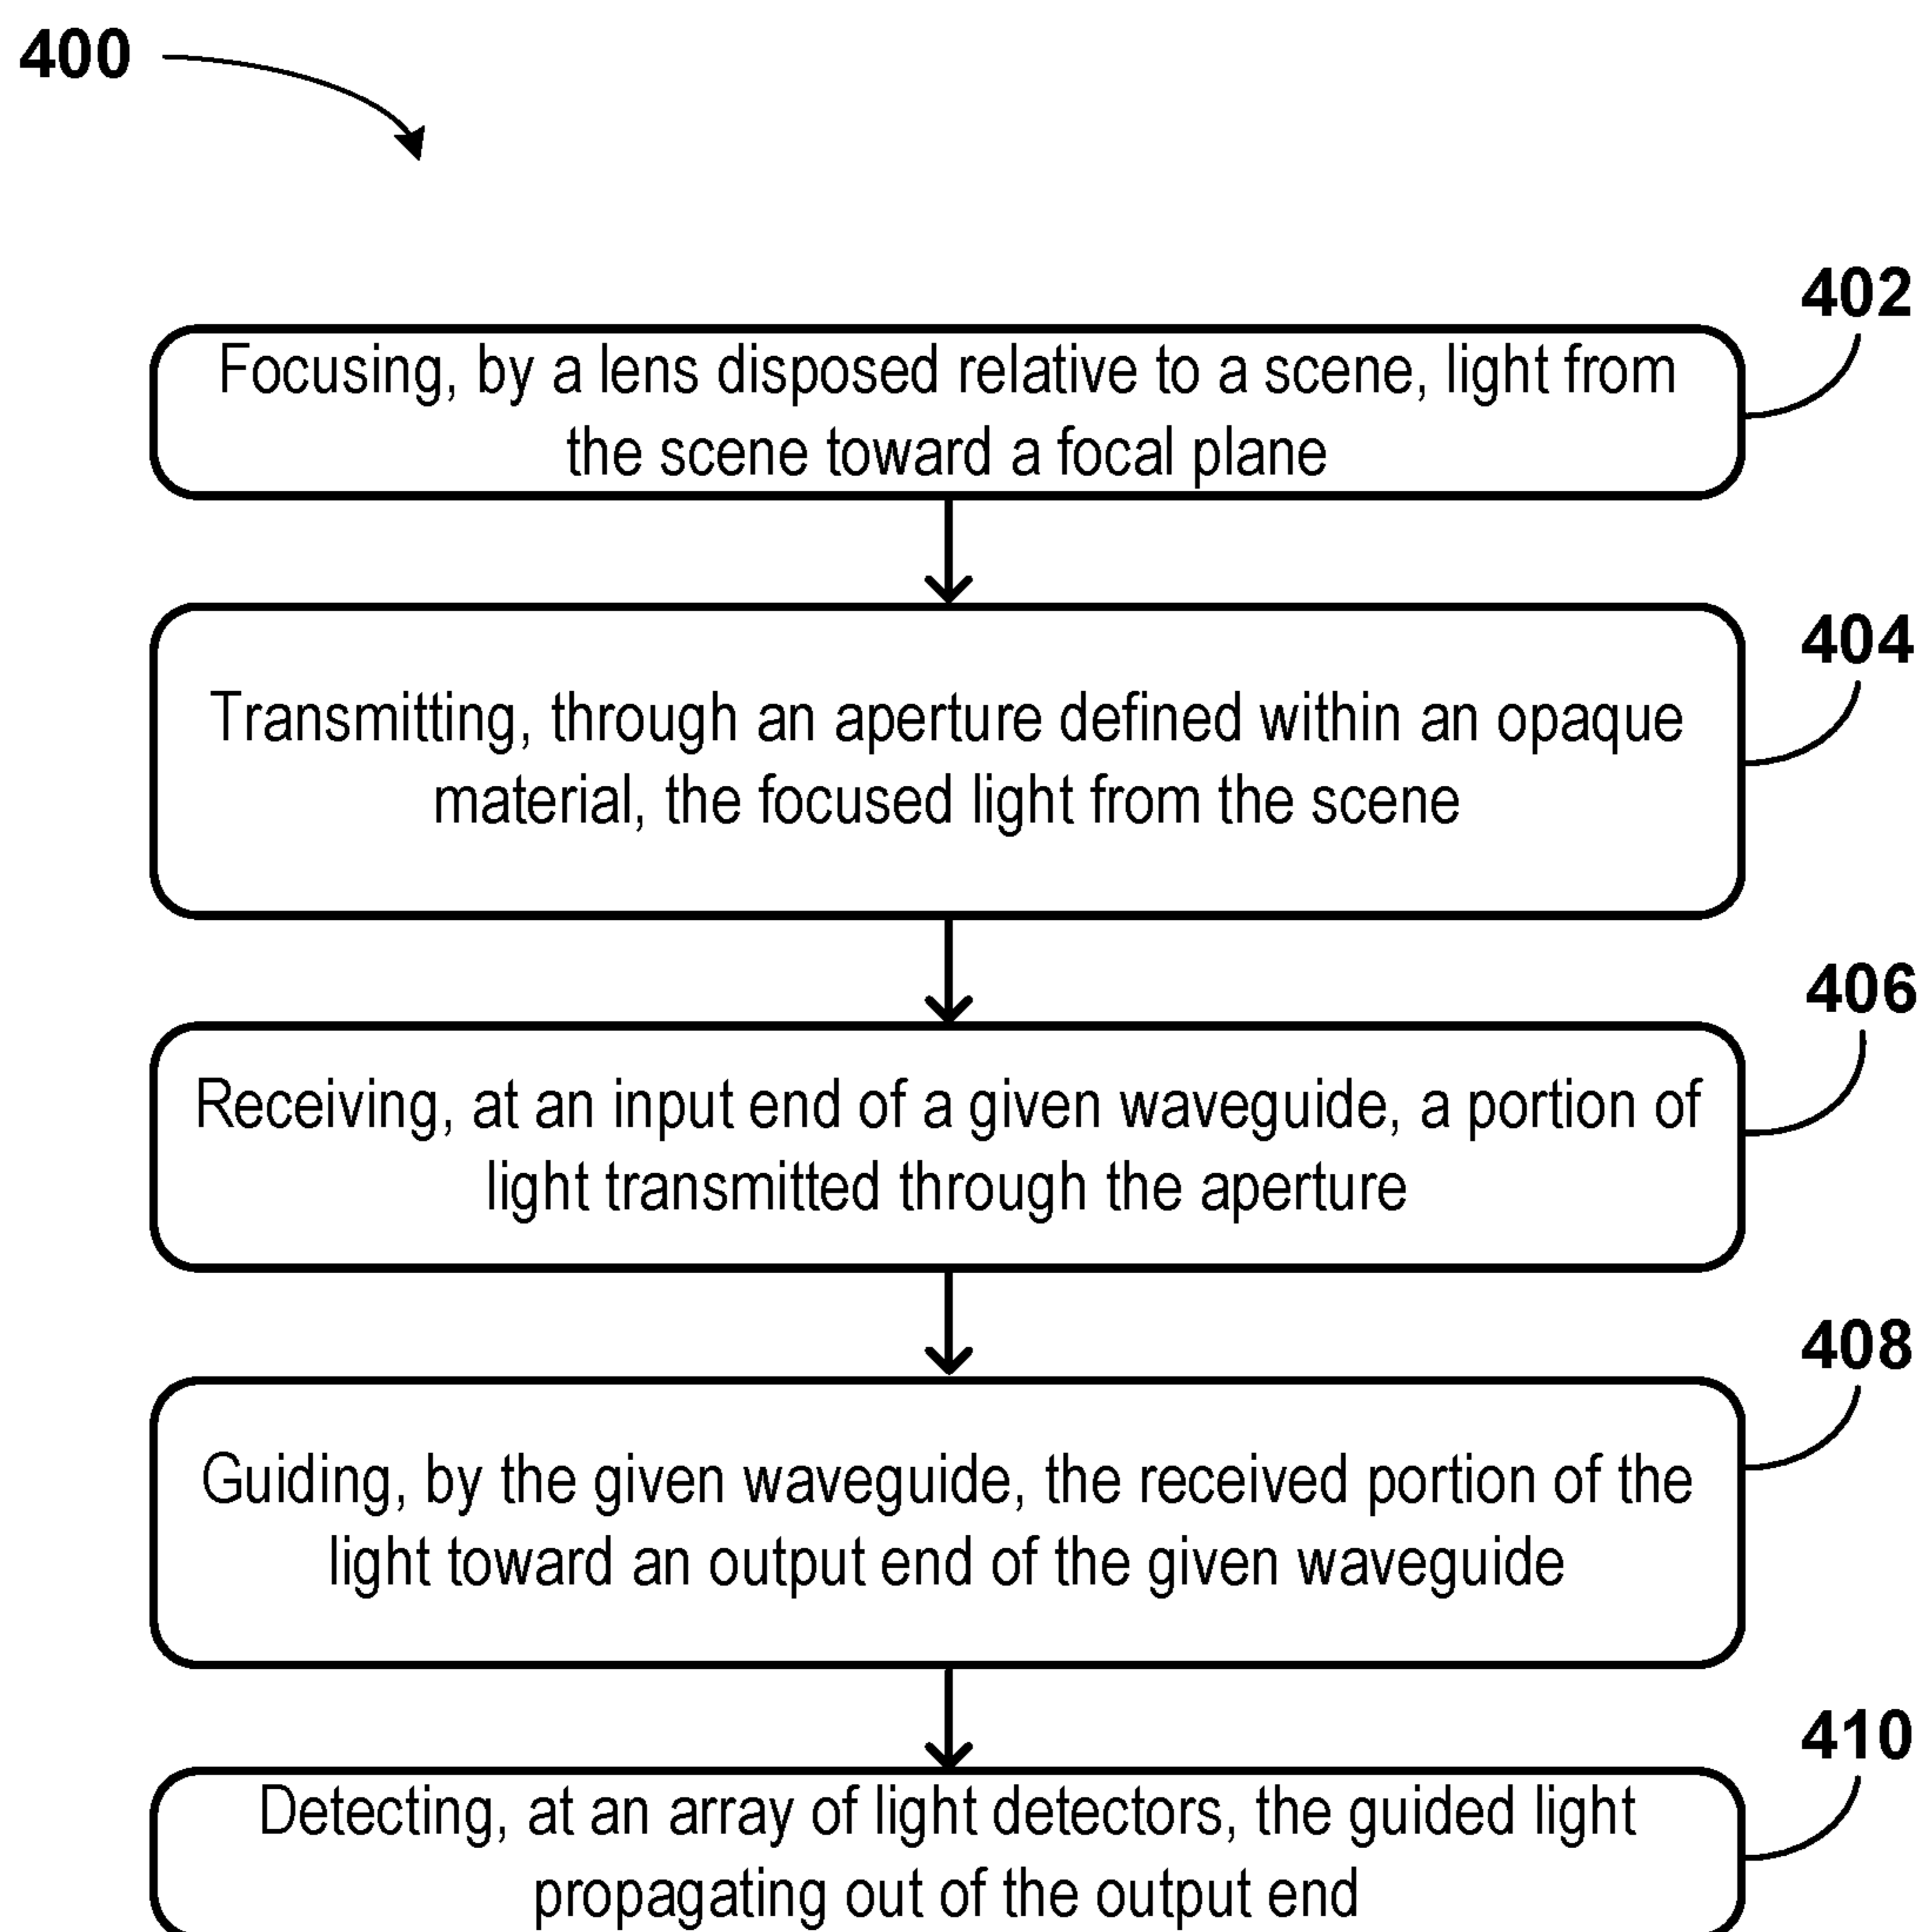 400
402
Focusing, by a lens disposed relative to a scene, light from
the scene toward a focal plane
404
Transmitting, through an aperture defined within an opaque
material, the focused light from the scene
406
Receiving, at an input end of a given waveguide, a portion of
light transmitted through the aperture
408
Guiding, by the given waveguide, the received portion of the
light toward an output end of the given waveguide
410
Detecting, at an array of light detectors, the guided light
propagating out of the output end